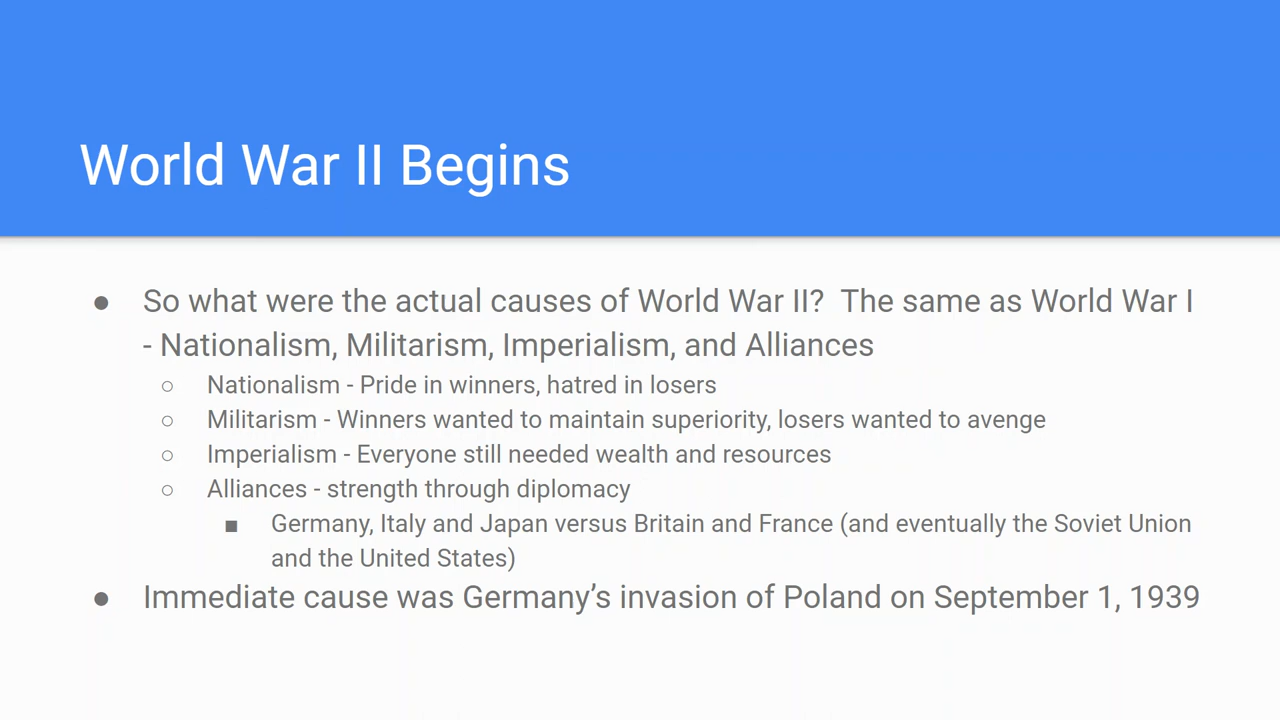 World War II Begins
● So what were the actual causes of World War II?  The same as World War I
- Nationalism, Militarism, Imperialism, and Alliances
○ Nationalism - Pride in winners, hatred in losers
○ Militarism - Winners wanted to maintain superiority, losers wanted to avenge
○ Imperialism - Everyone still needed wealth and resources
○ Alliances - strength through diplomacy
■ Germany, Italy and Japan versus Britain and France (and eventually the Soviet Union
and the United States)
● Immediate cause was Germany’s invasion of Poland on September 1, 1939